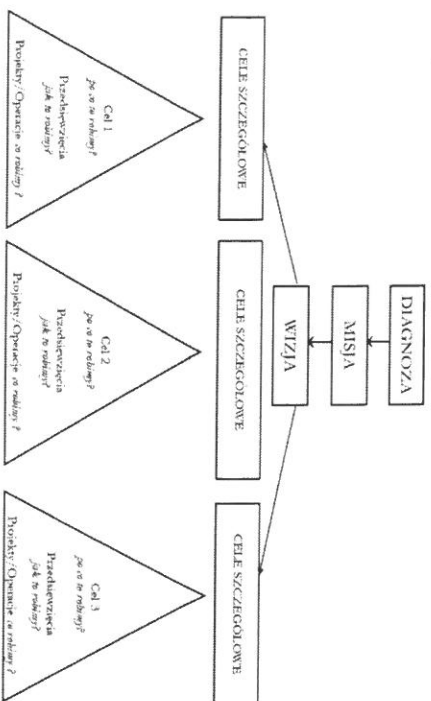 DIAGNOZA
MISJA
WIZJA
CELE SZCZEGÓŁOWE
CELE SZCZEGÓŁOWE
CELE SZCZEGÓŁOWE
Cel 1
po co to robimy?
Przedsięwzięcia
jak to robimy?
Projekty/Operacje co robimy ?
Cel 2
po co to robimy?
Przedsięwzięcia
jak to robimy?
Projekty/Operacje co robimy ?
Cel 3
po co to robimy?
Przedsięwzięcia
jak to robimy?
Projekty/Operacje co robimy ?